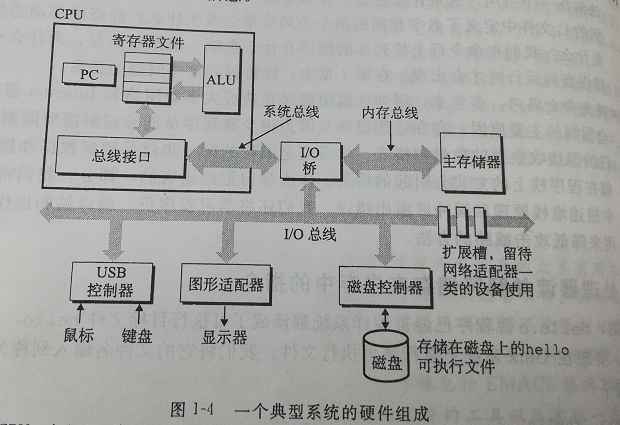 CPU
寄存器文件
PC
ALU
系统总线
内存总线
总线接口
I/O
桥
主存储器
I/O 总线
扩展槽，留待
网络适配器一
类的设备使用
USB
控制器
图形适配器
磁盘控制器
鼠标
键盘
显示器
磁盘
存储在磁盘上的hello
可执行文件
图 1-4 一个典型系统的硬件组成